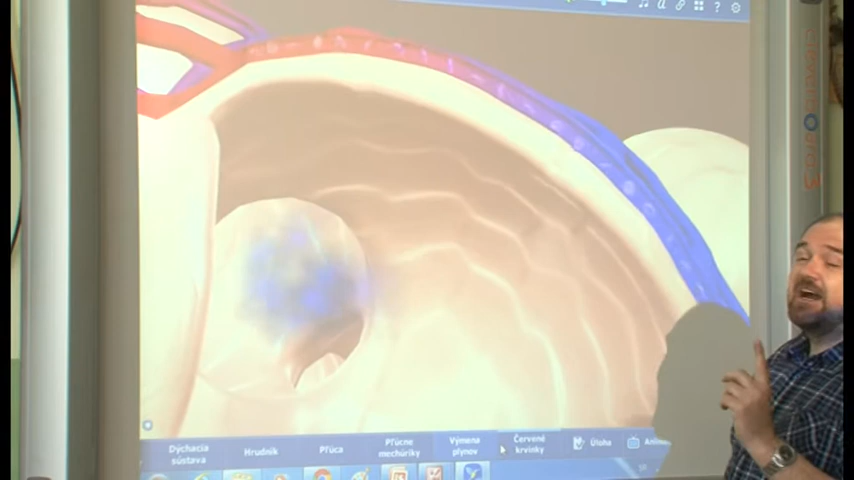 Dýchacia
sústava
Hrudník
Pľúca
Pľúcne
mechúriky
Výmena
plynov
Červené
krvinky
Úloha